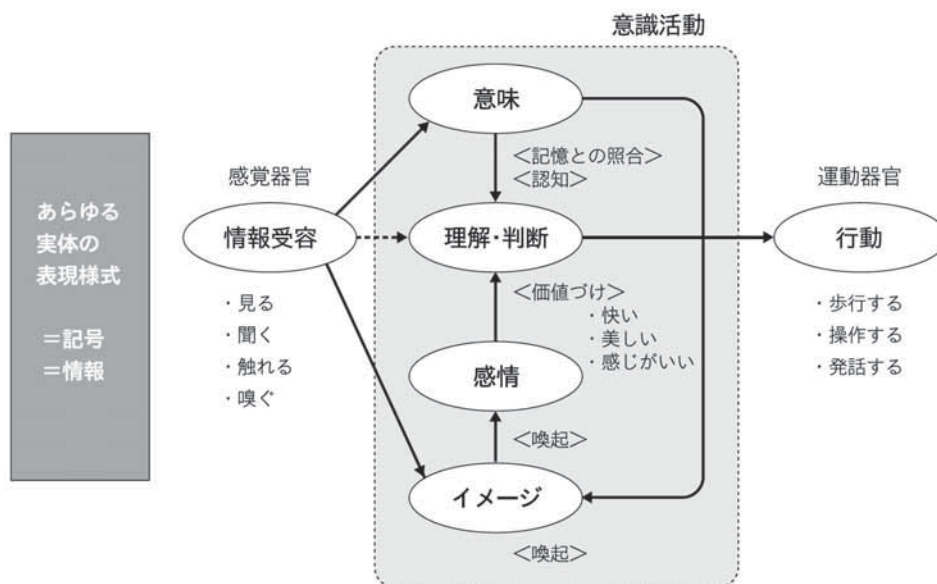 意識活動
意味
<記憶との照合>
<認知>
あらゆる
実体の
表現様式
=記号
=情報
感覚器官
情報受容
・見る
・聞く
・触れる
・嗅ぐ
理解・判断
<価値づけ>
・快い
・美しい
・感じがいい
感情
<喚起>
イメージ
<喚起>
運動器官
行動
・歩行する
・操作する
・発話する